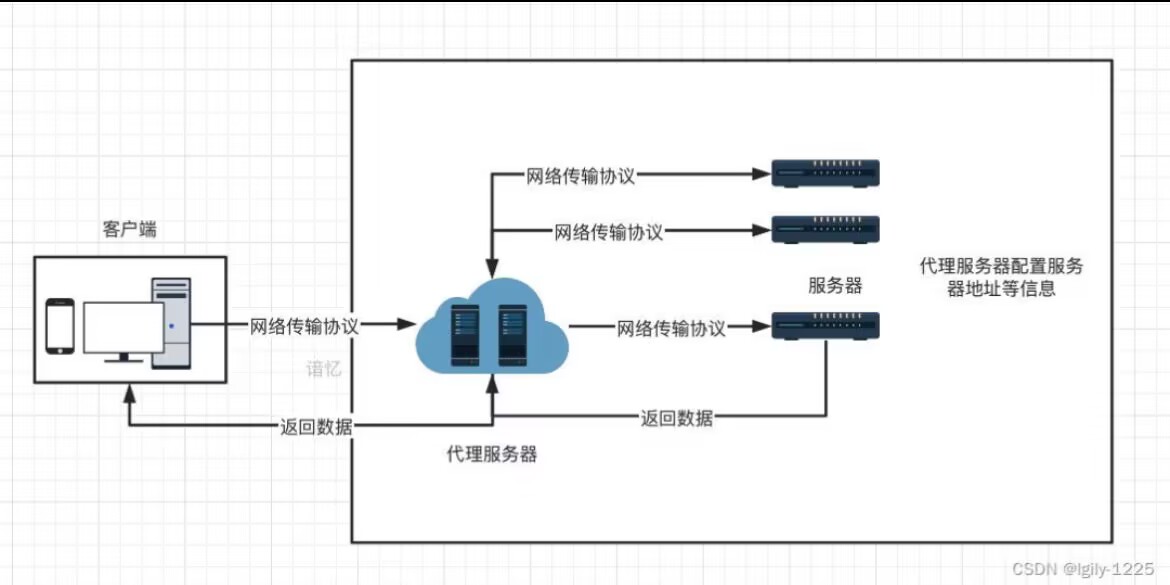 网络传输协议
客户端
网络传输协议
代理服务器配置服务
器地址等信息
服务器
网络传输协议
网络传输协议
谙忆
返回数据
返回数据
代理服务器
CSDN @lgily-1225